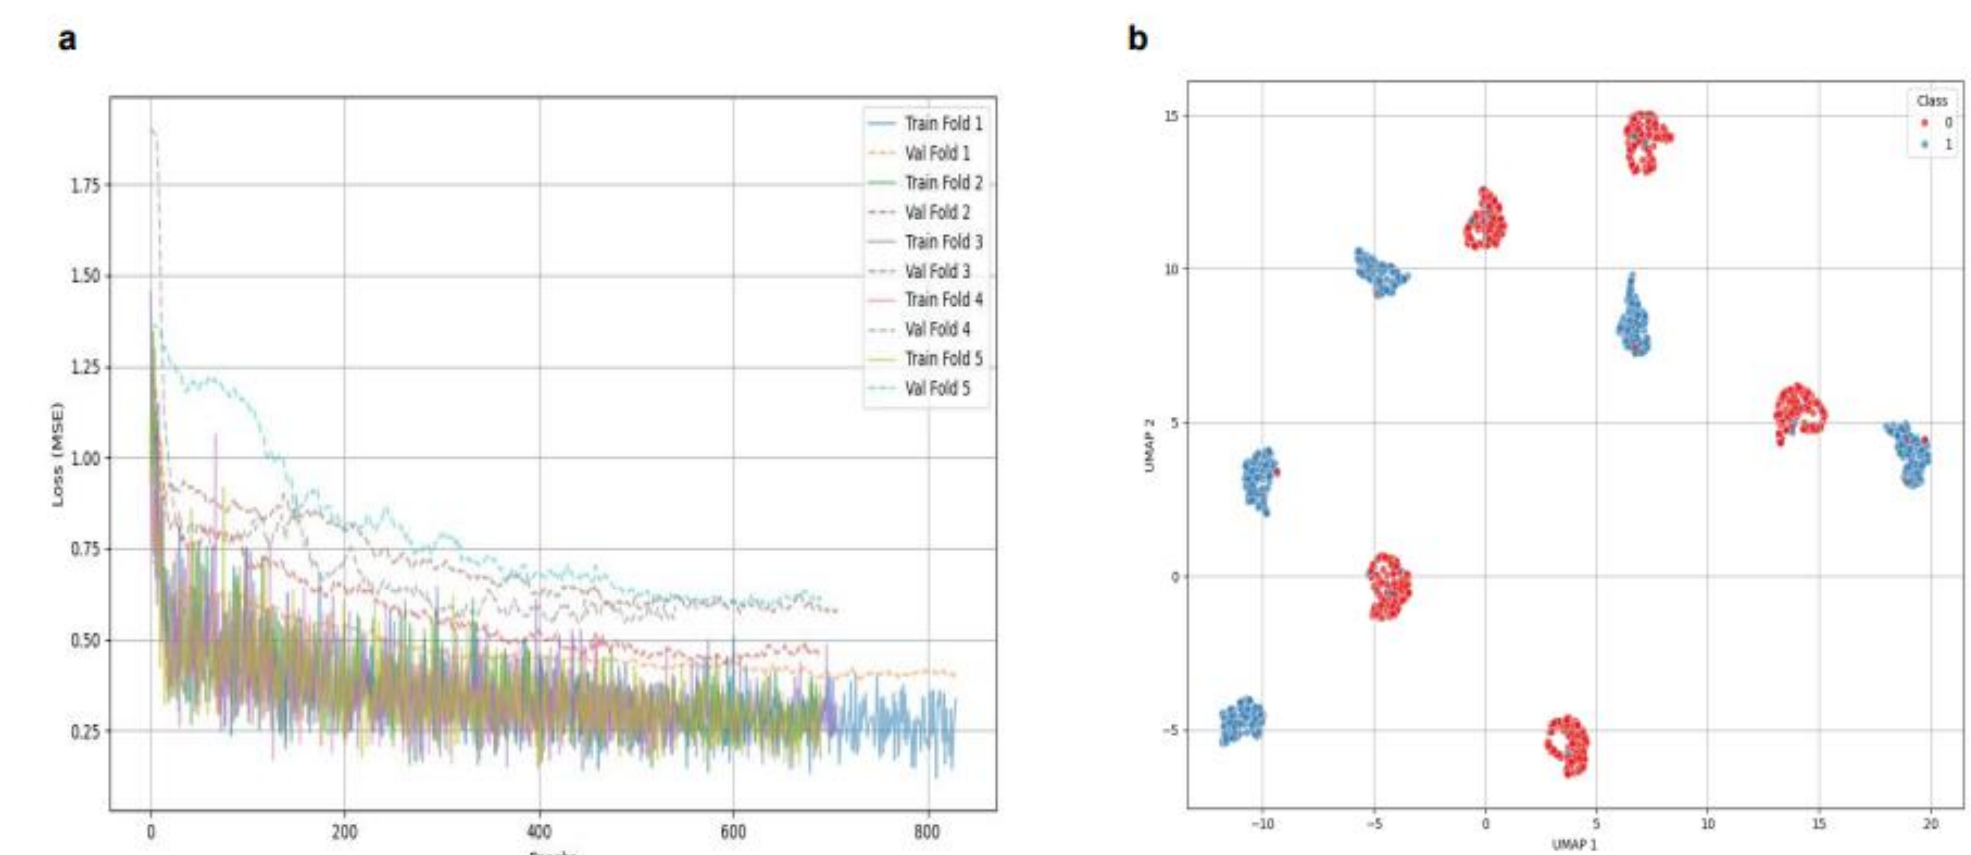 a
b
1.75
1.50
1.25
1.00
0.75
0.50
0.25
Loss (MSE)
0 200 400 600 800
Train Fold 1
Val Fold 1
Train Fold 2
Val Fold 2
Train Fold 3
Val Fold 3
Train Fold 4
Val Fold 4
Train Fold 5
Val Fold 5
15
10
5
0
−5
UMAP 2
−10 −5 0 5 10 15 20
UMAP 1
Class
0
1